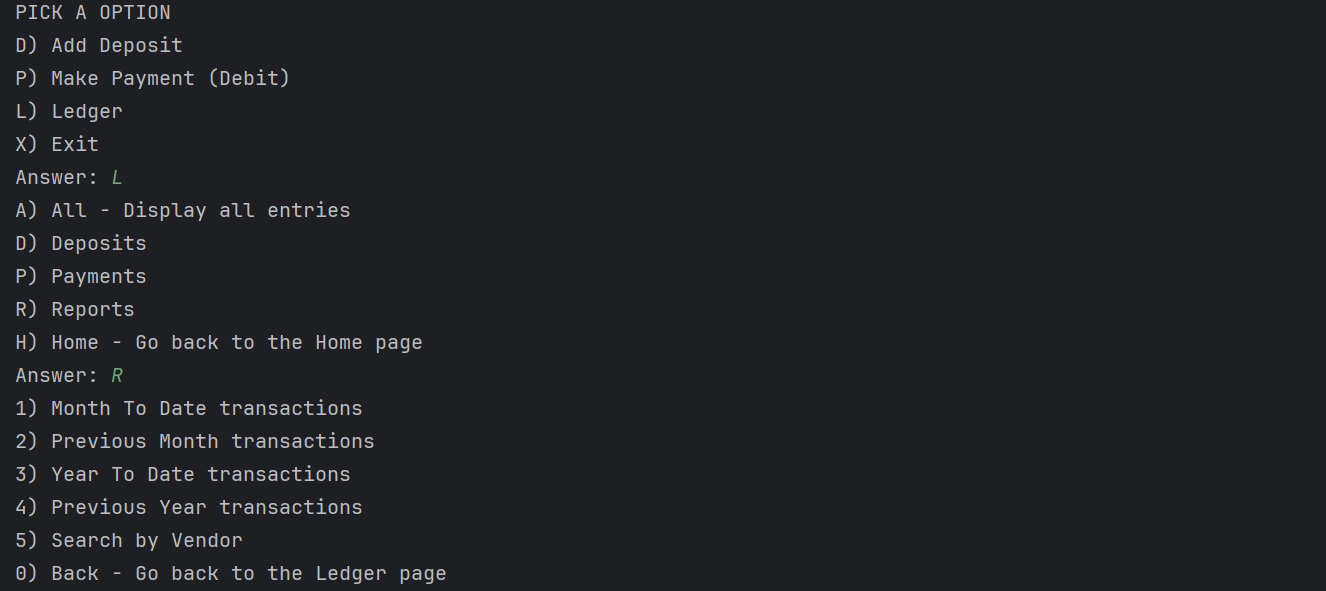 PICK A OPTION
D) Add Deposit
P) Make Payment (Debit)
L) Ledger
X) Exit
Answer: L
A) All - Display all entries
D) Deposits
P) Payments
R) Reports
H) Home - Go back to the Home page
Answer: R
1) Month To Date transactions
2) Previous Month transactions
3) Year To Date transactions
4) Previous Year transactions
5) Search by Vendor
0) Back - Go back to the Ledger page